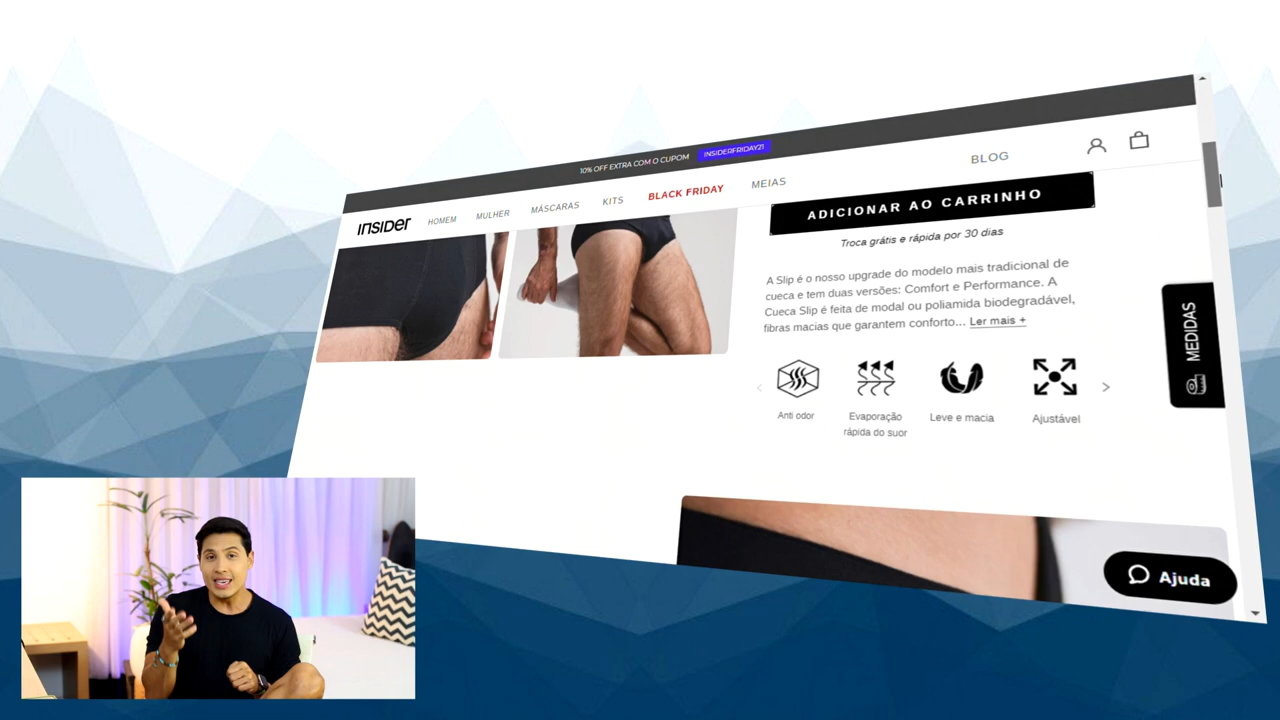 10% OFF EXTRA COM O CUPOM INSIDERFRIDAY21
INSIDER HOMEM MULHER MÁSCARAS KITS BLACK FRIDAY MEIAS BLOG
ADICIONAR AO CARRINHO
Troca grátis e rápida por 30 dias
A Slip é o nosso upgrade do modelo mais tradicional de
cueca e tem duas versões: Comfort e Performance. A
Cueca Slip é feita de modal ou poliamida biodegradável,
fibras macias que garantem conforto... Ler mais +
MEDIDAS
Anti odor
Evaporação
rápida do suor
Leve e macia
Ajustável
Ajuda